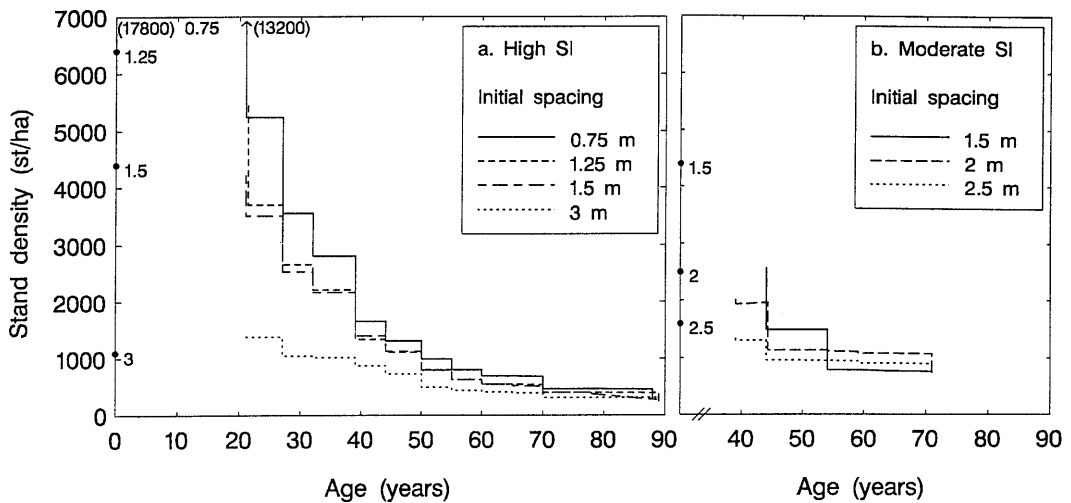 (17800) 0.75 (13200)
7000
6000
5000
4000
3000
2000
1000
0
Stand density (st/ha)
1.25
1.5
3
a. High SI
Initial spacing
0.75 m
1.25 m
1.5 m
3 m
0 10 20 30 40 50 60 70 80 90
Age (years)
1.5
2
2.5
b. Moderate SI
Initial spacing
1.5 m
2 m
2.5 m
40 50 60 70 80 90
Age (years)